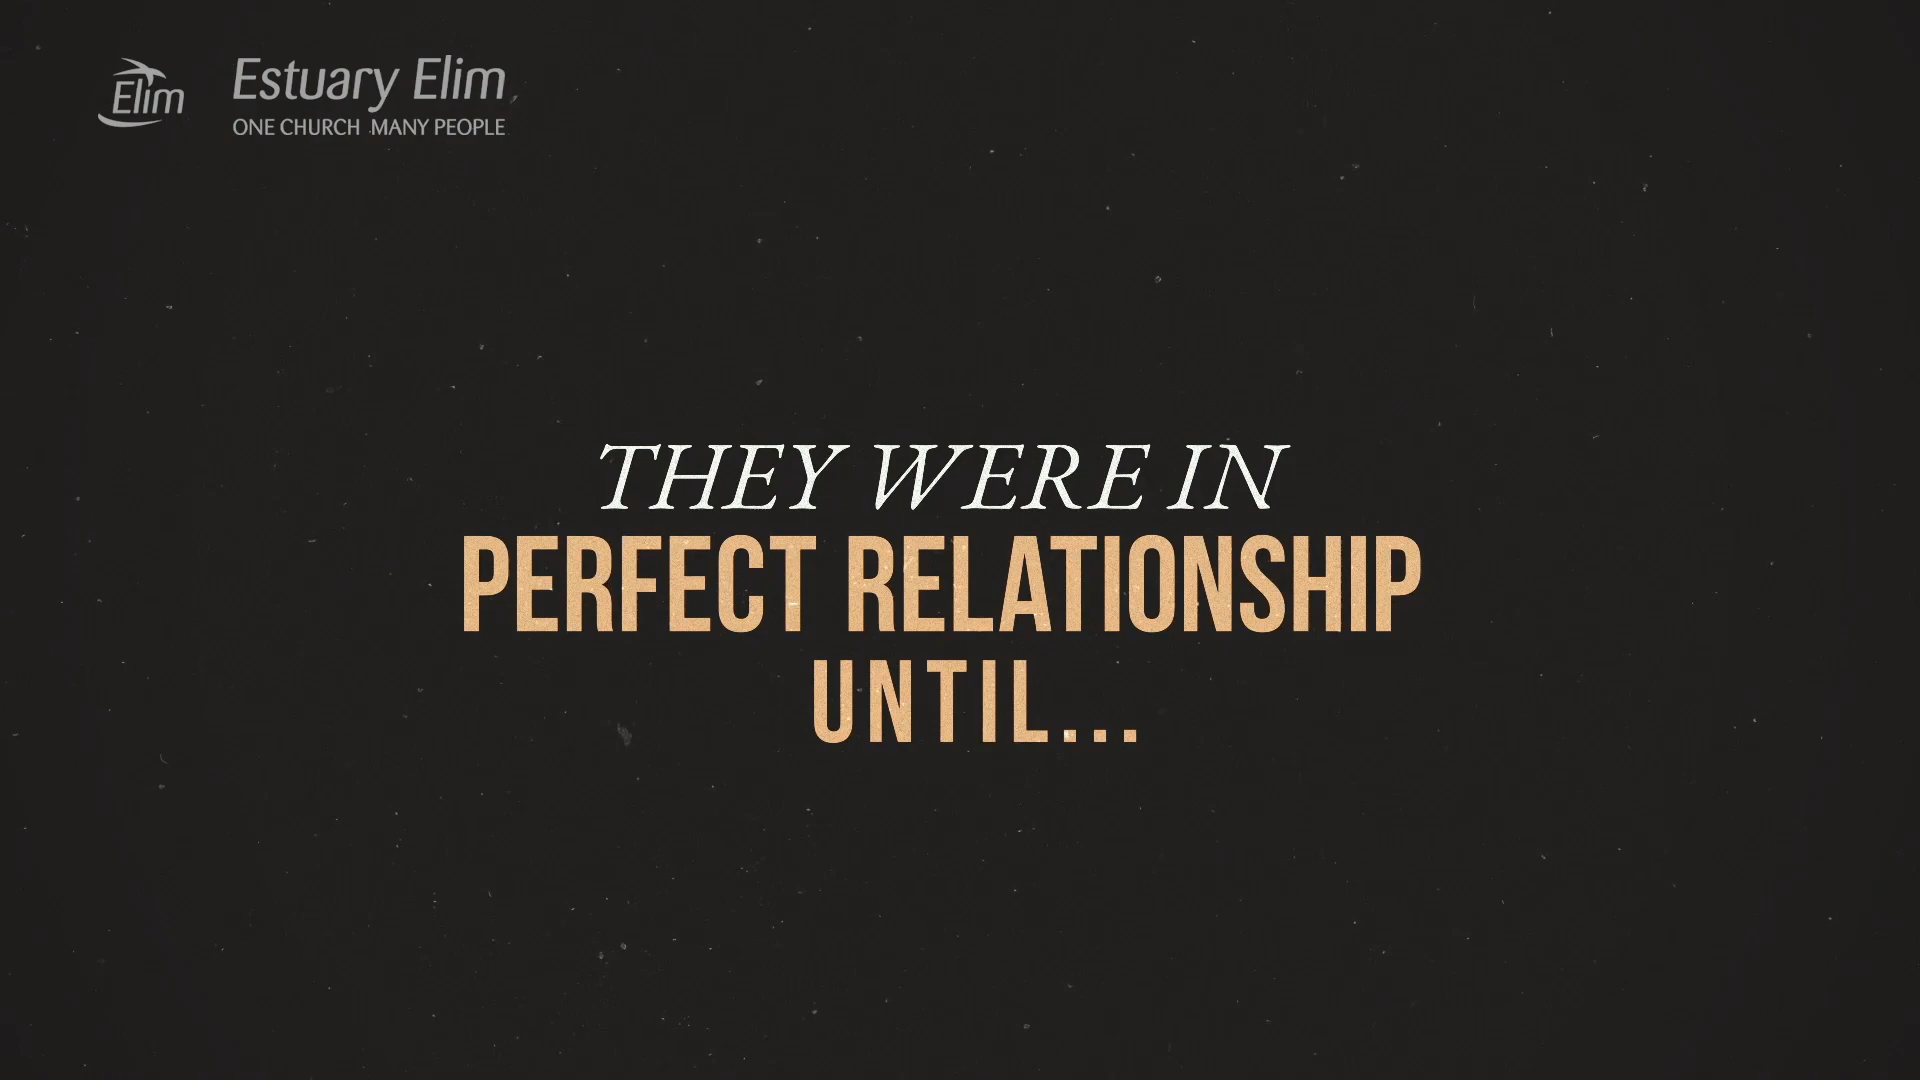 Elim
Estuary Elim
ONE CHURCH MANY PEOPLE
THEY WERE IN
PERFECT RELATIONSHIP
UNTIL...